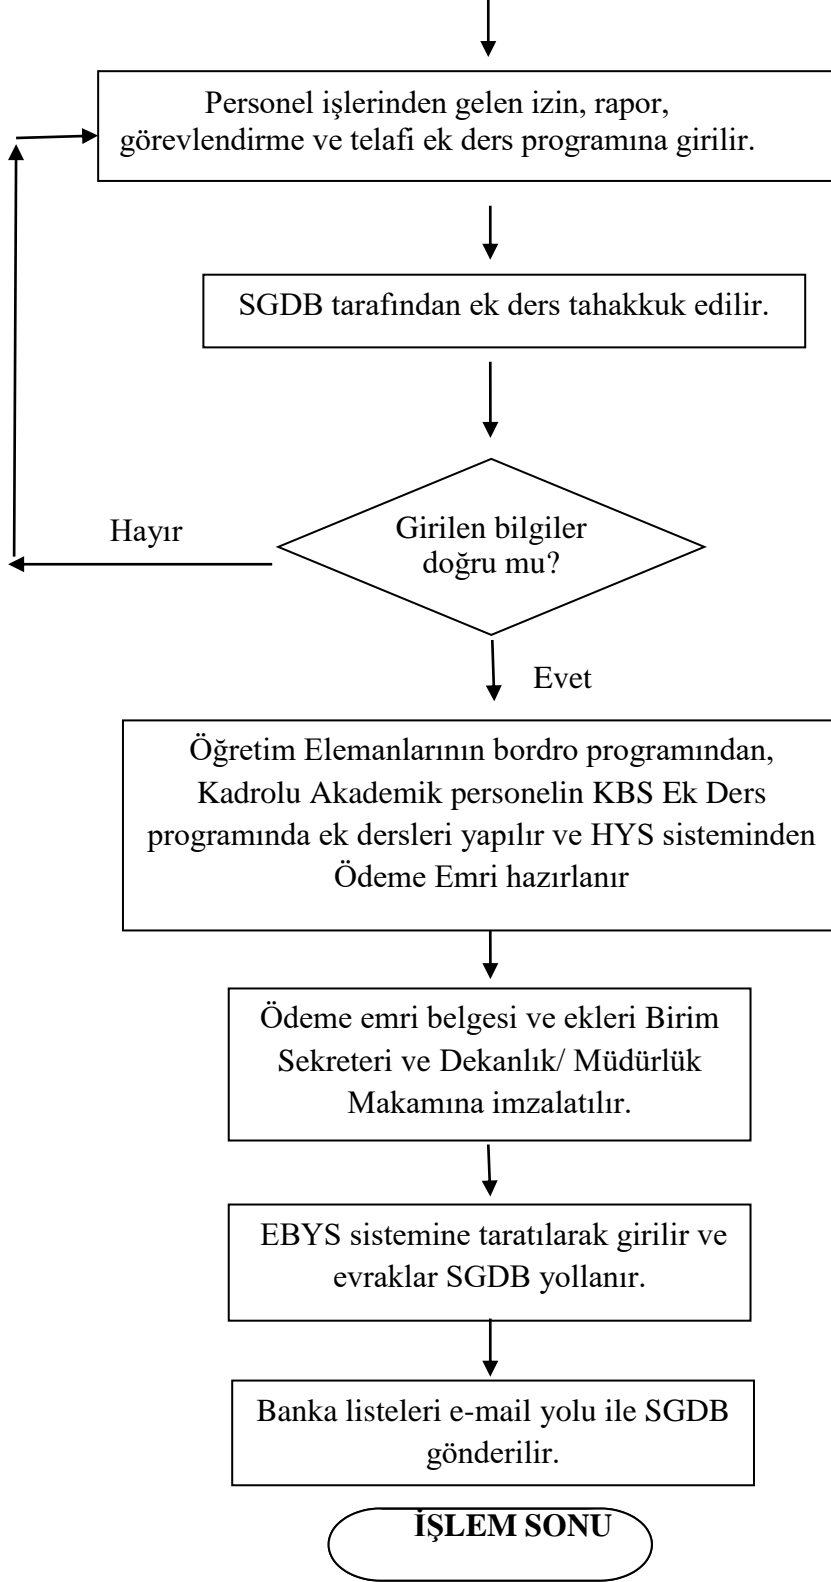 Personel işlerinden gelen izin, rapor,
görevlendirme ve telafi ek ders programına girilir.
SGDB tarafından ek ders tahakkuk edilir.
Girilen bilgiler
doğru mu?
Hayır
Evet
Öğretim Elemanlarının bordro programından,
Kadrolu Akademik personelin KBS Ek Ders
programında ek dersleri yapılır ve HYS sisteminden
Ödeme Emri hazırlanır
Ödeme emri belgesi ve ekleri Birim
Sekreteri ve Dekanlık/ Müdürlük
Makamına imzalatılır.
EBYS sistemine taratılarak girilir ve
evraklar SGDB yollanır.
Banka listeleri e-mail yolu ile SGDB
gönderilir.
İŞLEM SONU